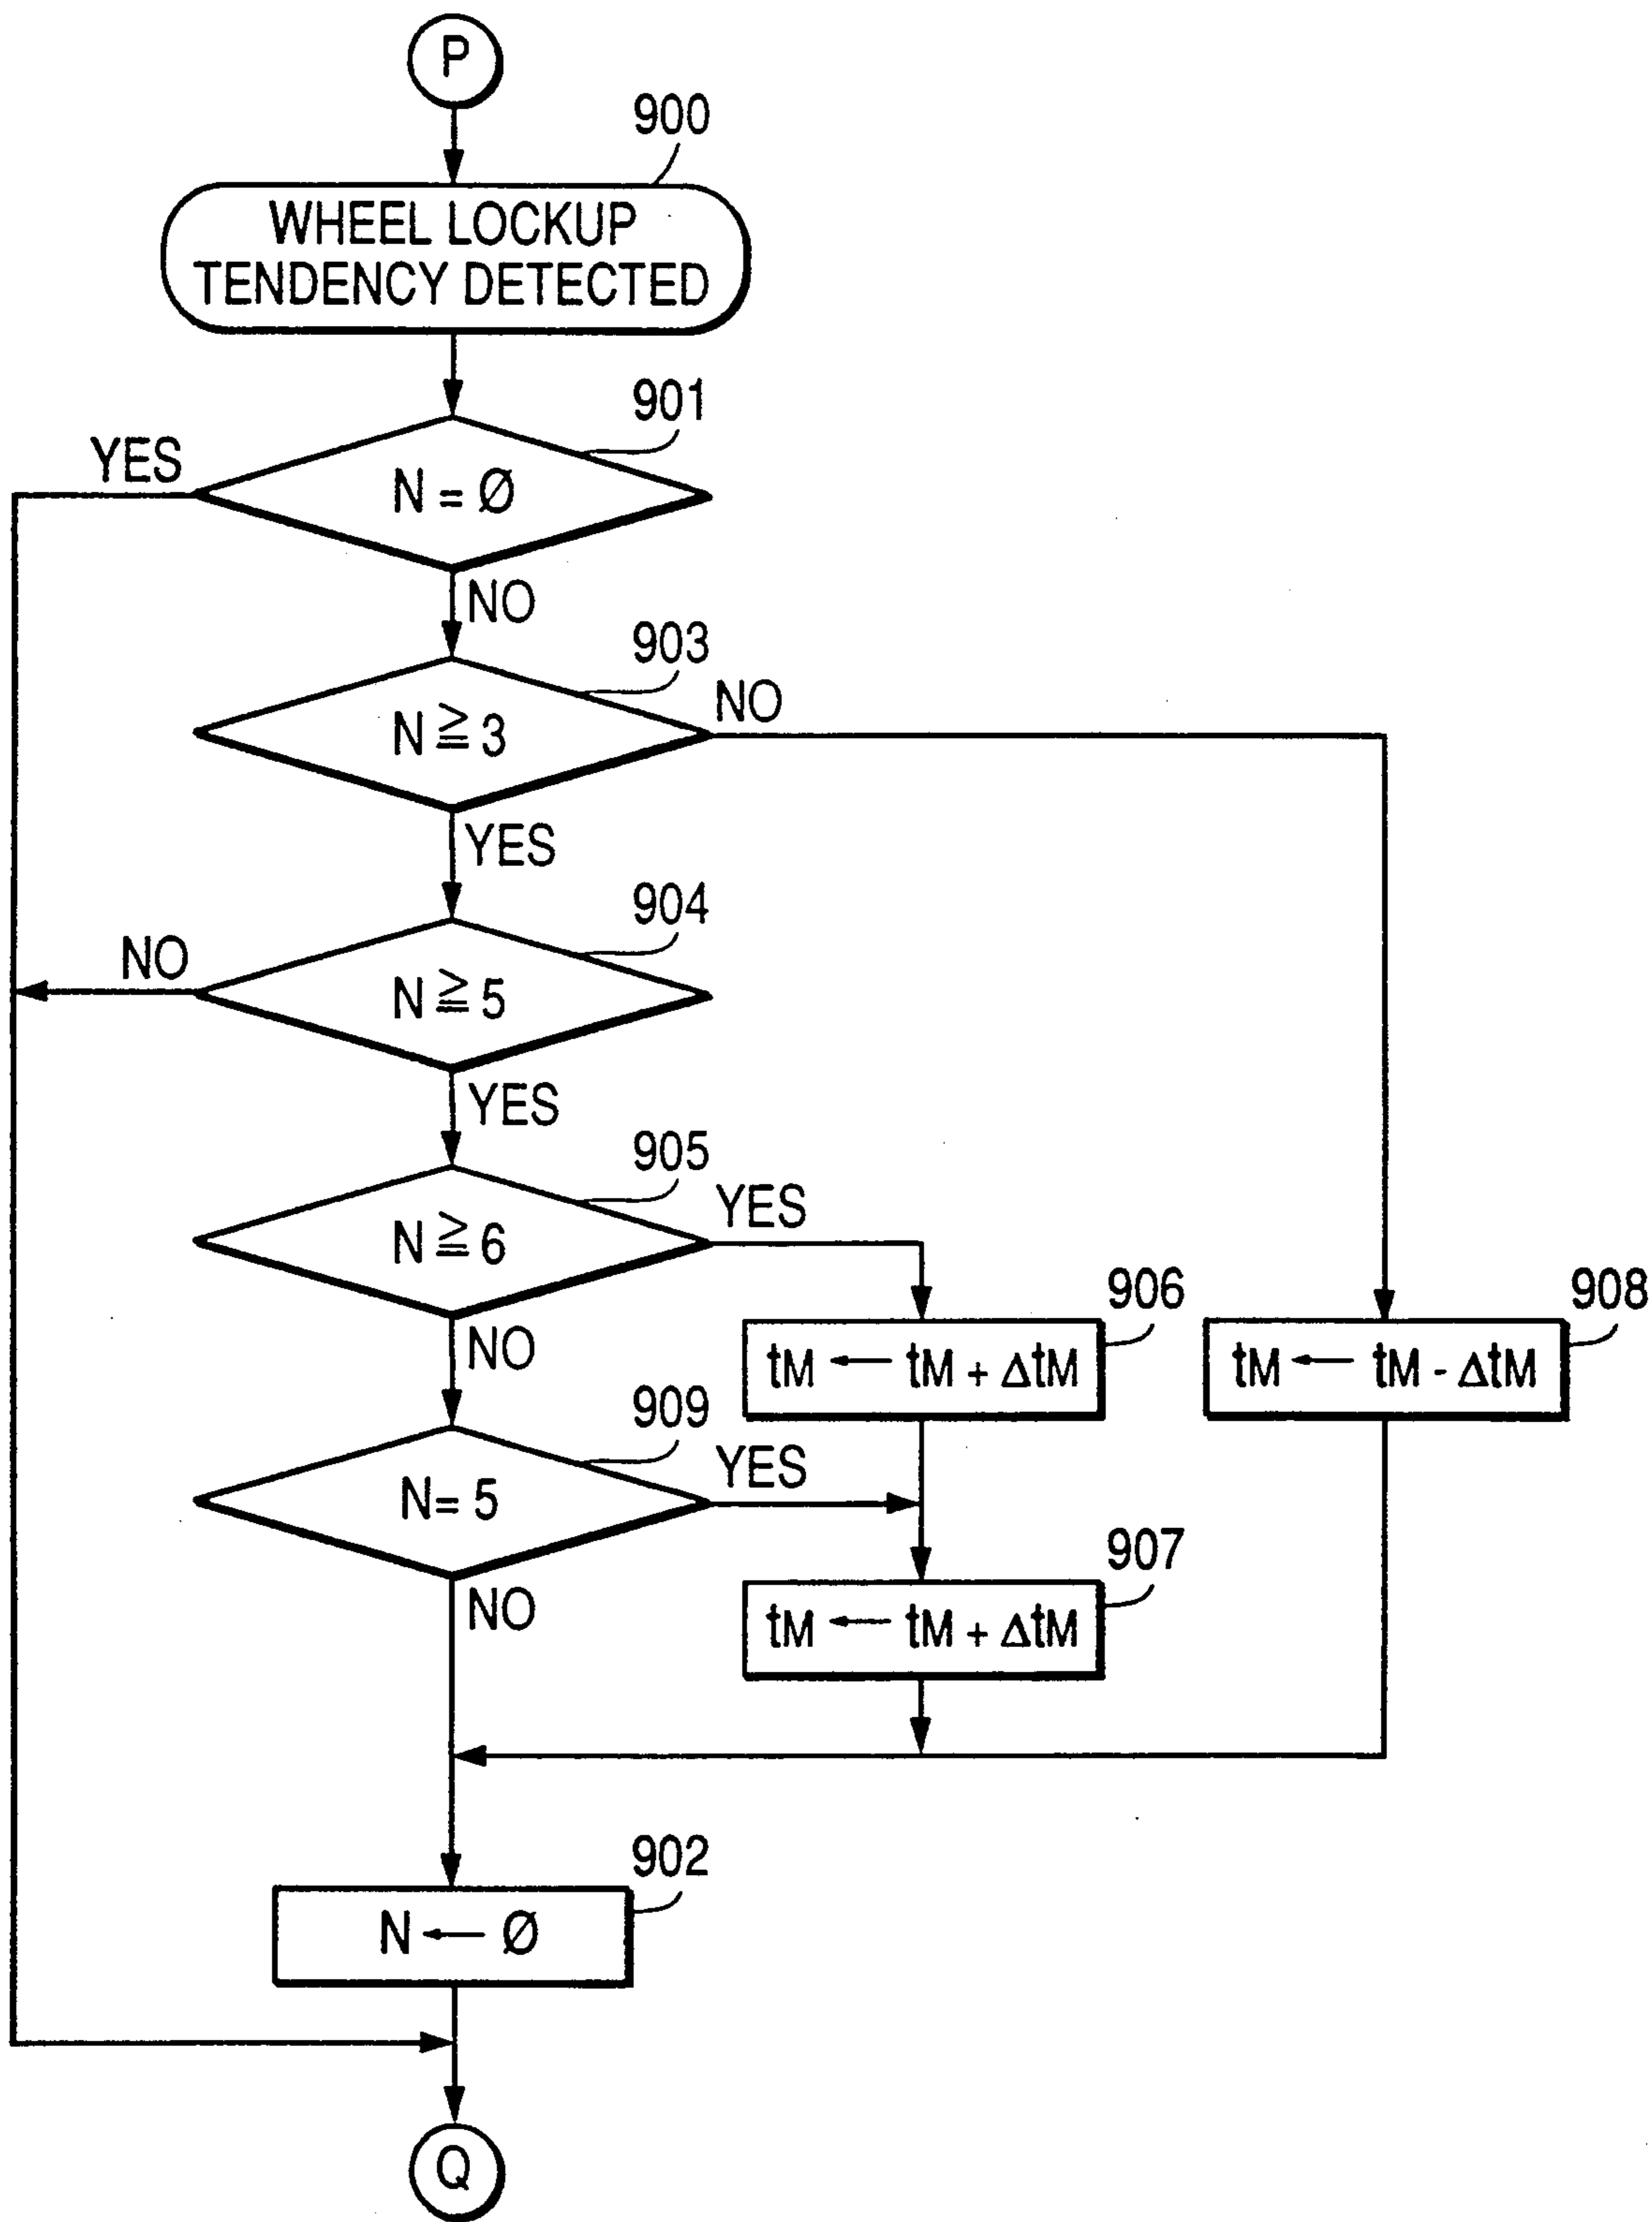 P
900
WHEEL LOCKUP
TENDENCY DETECTED
901
YES
N = Ø
NO
903
NO
N ≧ 3
YES
904
NO
N ≧ 5
YES
905
YES
N ≧ 6
906
908
NO
tM ← tM + ΔtM
tM ← tM - ΔtM
909
YES
N = 5
907
NO
tM ← tM + ΔtM
902
N ← Ø
Q